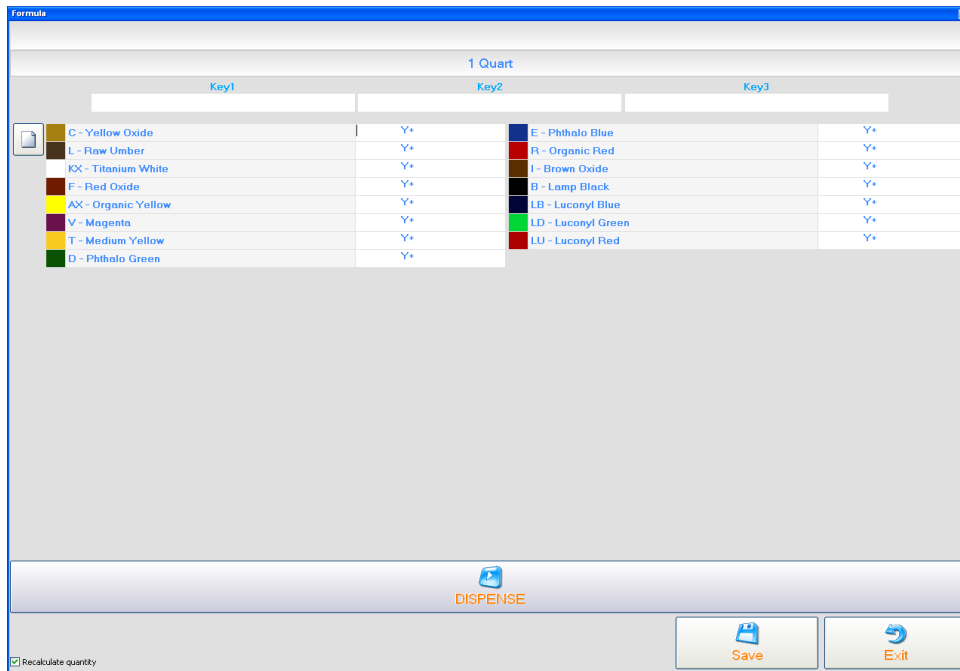 Formula
1 Quart
Key1 Key2 Key3
C - Yellow Oxide Y+ E - Phthalo Blue Y+
L - Raw Umber Y+ R - Organic Red Y+
KX - Titanium White Y+ I - Brown Oxide Y+
F - Red Oxide Y+ B - Lamp Black Y+
AX - Organic Yellow Y+ LB - Luconyl Blue Y+
V - Magenta Y+ LD - Luconyl Green Y+
T - Medium Yellow Y+ LU - Luconyl Red Y+
D - Phthalo Green Y+
DISPENSE
Save Exit
Recalculate quantity